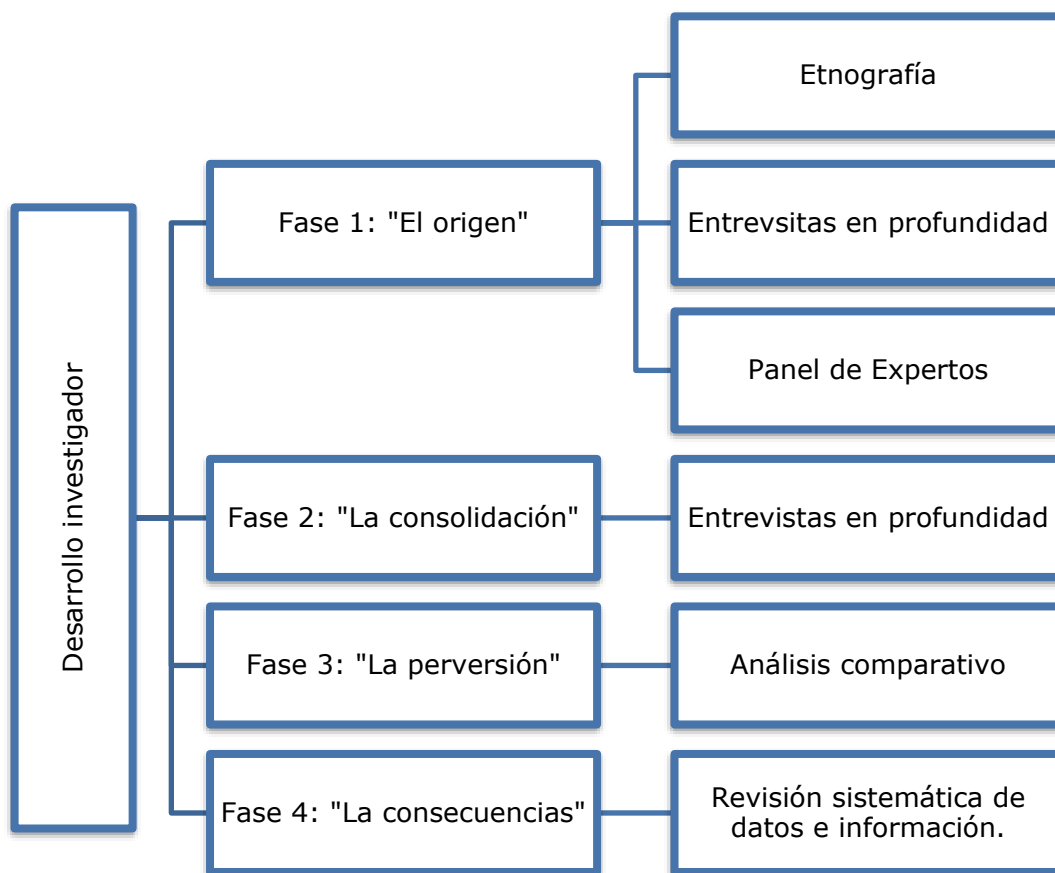 Desarrollo investigador
Fase 1: "El origen"
Etnografía
Entrevsitas en profundidad
Panel de Expertos
Fase 2: "La consolidación"
Entrevistas en profundidad
Fase 3: "La perversión"
Análisis comparativo
Fase 4: "La consecuencias"
Revisión sistemática de
datos e información.